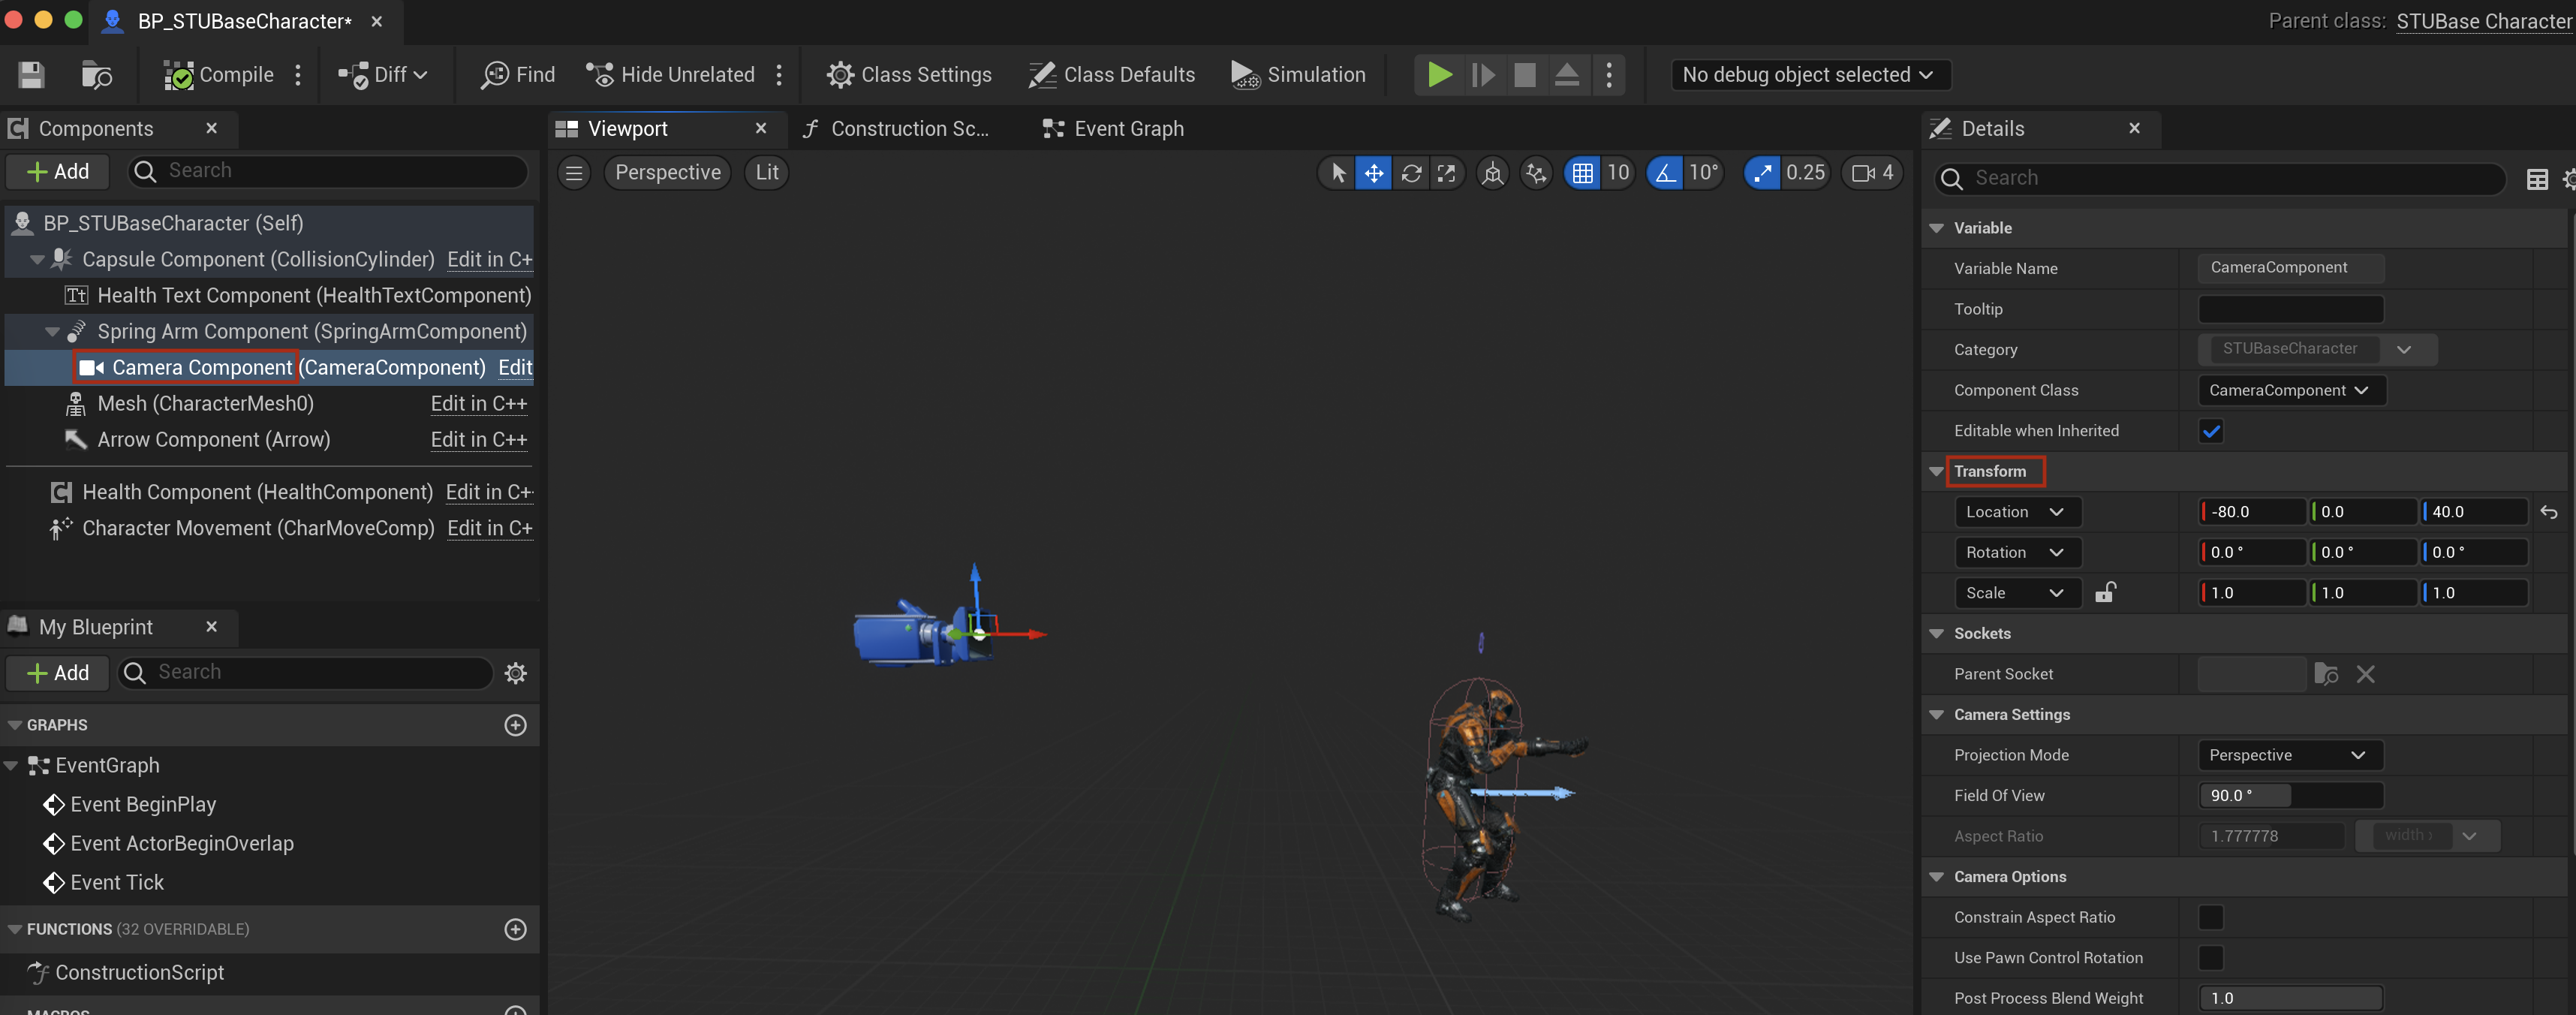 BP_STUBaseCharacter*
Parent class: STUBase Character
Compile
Diff
Find
Hide Unrelated
Class Settings
Class Defaults
Simulation
No debug object selected
Components
Add
Search
BP_STUBaseCharacter (Self)
Capsule Component (CollisionCylinder) Edit in C+
Health Text Component (HealthTextComponent)
Spring Arm Component (SpringArmComponent)
Camera Component (CameraComponent) Edit
Mesh (CharacterMesh0) Edit in C++
Arrow Component (Arrow) Edit in C++
Health Component (HealthComponent) Edit in C+
Character Movement (CharMoveComp) Edit in C+
My Blueprint
Add
Search
GRAPHS
EventGraph
Event BeginPlay
Event ActorBeginOverlap
Event Tick
FUNCTIONS (32 OVERRIDABLE)
ConstructionScript
MACROS
Viewport
Construction Sc...
Event Graph
Perspective
Lit
10
10°
0.25
4
Details
Search
Variable
Variable Name CameraComponent
Tooltip
Category STUBaseCharacter
Component Class CameraComponent
Editable when Inherited
Transform
Location -80.0 0.0 40.0
Rotation 0.0 ° 0.0 ° 0.0 °
Scale 1.0 1.0 1.0
Sockets
Parent Socket
Camera Settings
Projection Mode Perspective
Field Of View 90.0 °
Aspect Ratio 1.777778 width
Camera Options
Constrain Aspect Ratio
Use Pawn Control Rotation
Post Process Blend Weight 1.0